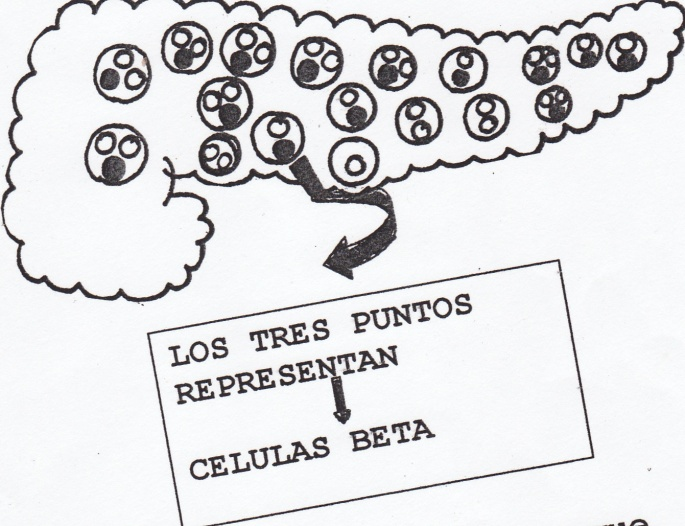 LOS TRES PUNTOS
REPRESENTAN
CELULAS BETA